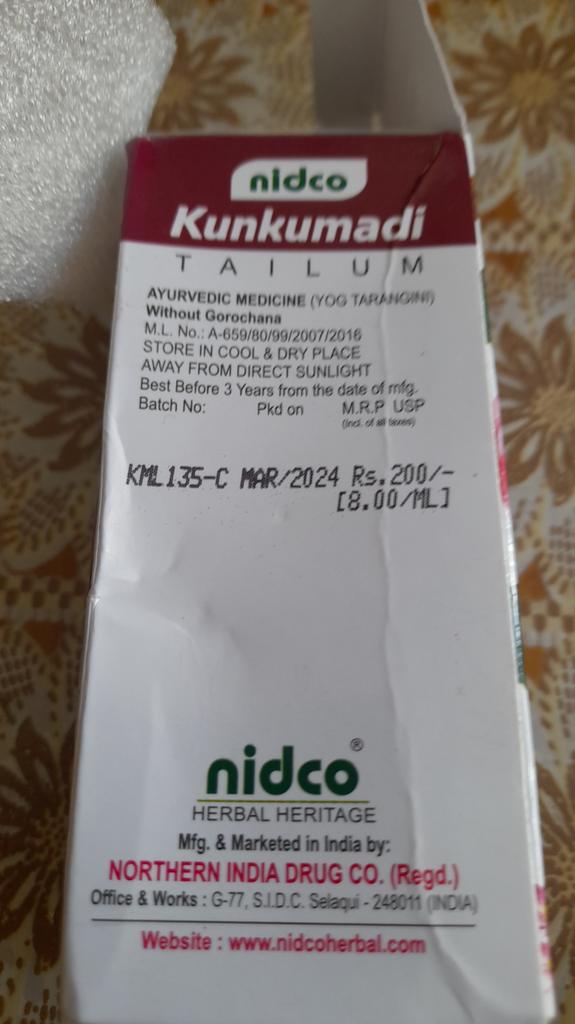 nidco
Kunkumadi
TAILUM
AYURVEDIC MEDICINE (YOG TARANGINI)
Without Gorochana
M.L. No.: A-659/80/99/2007/2016
STORE IN COOL & DRY PLACE
AWAY FROM DIRECT SUNLIGHT
Best Before 3 Years from the date of mfg.
Batch No: Pkd on M.R.P USP
(Incl. of all taxes)
KML135-C MAR/2024 Rs.200/-
[8.00/ML]
nidco®
HERBAL HERITAGE
Mfg. & Marketed in India by:
NORTHERN INDIA DRUG CO. (Regd.)
Office & Works : G-77, S.I.D.C. Selaqui - 248011 (INDIA)
Website : www.nidcoherbal.com